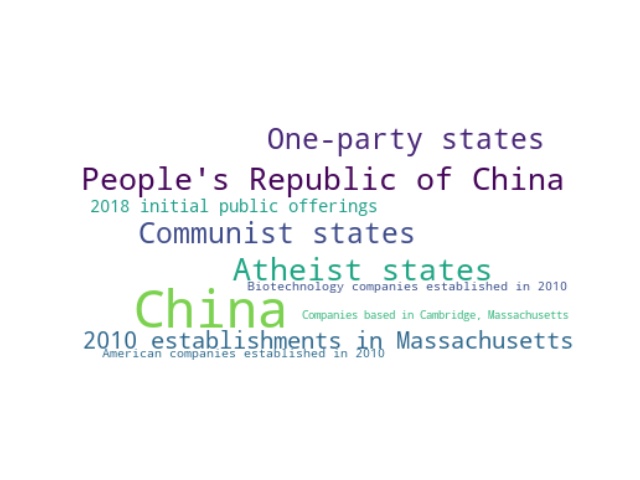 One-party states
People's Republic of China
2018 initial public offerings
Communist states
Atheist states
Biotechnology companies established in 2010
China
Companies based in Cambridge, Massachusetts
2010 establishments in Massachusetts
American companies established in 2010